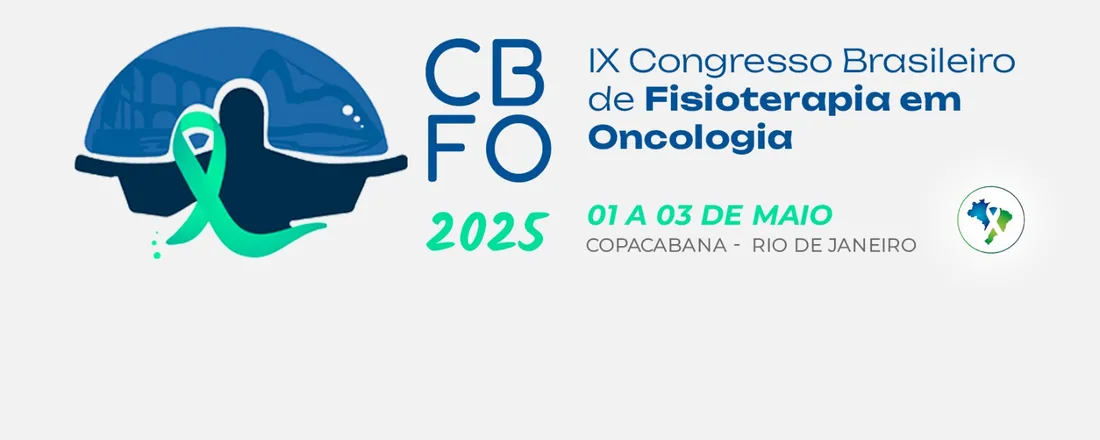 CB
FO
2025
IX Congresso Brasileiro
de Fisioterapia em
Oncologia
01 A 03 DE MAIO
COPACABANA - RIO DE JANEIRO